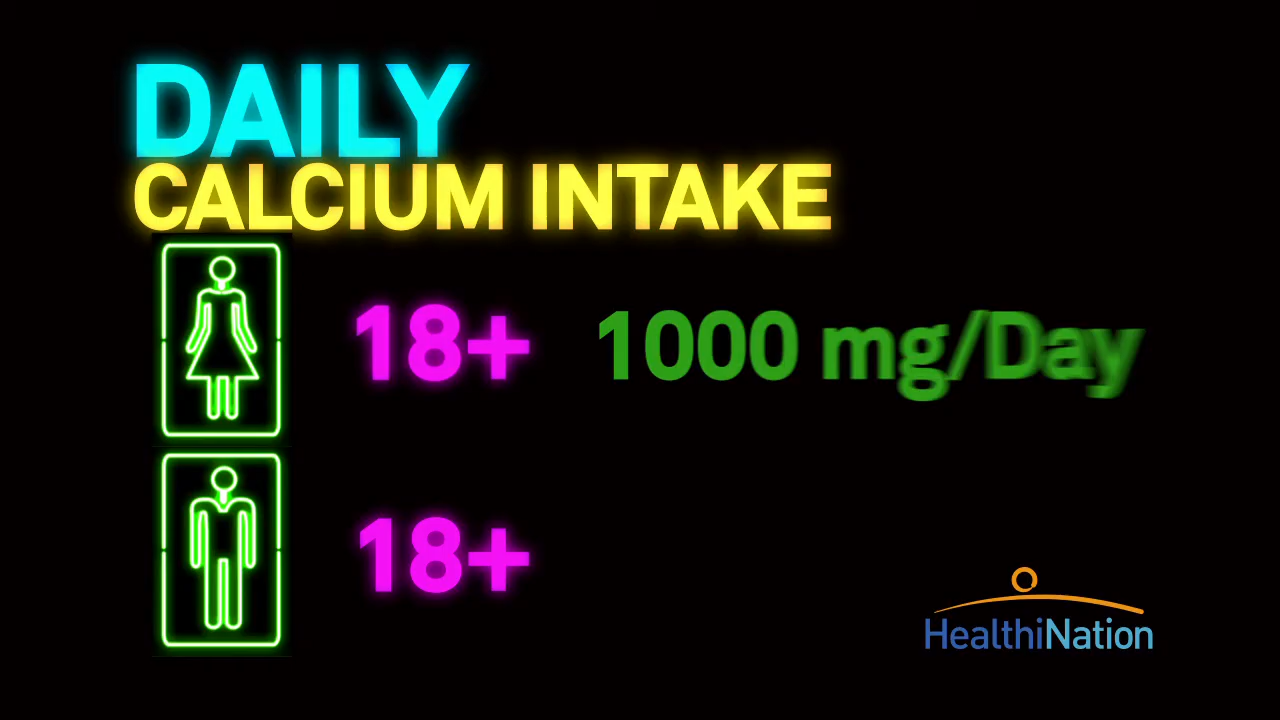 DAILY
CALCIUM INTAKE
18+ 1000 mg/Day
18+
HealthiNation